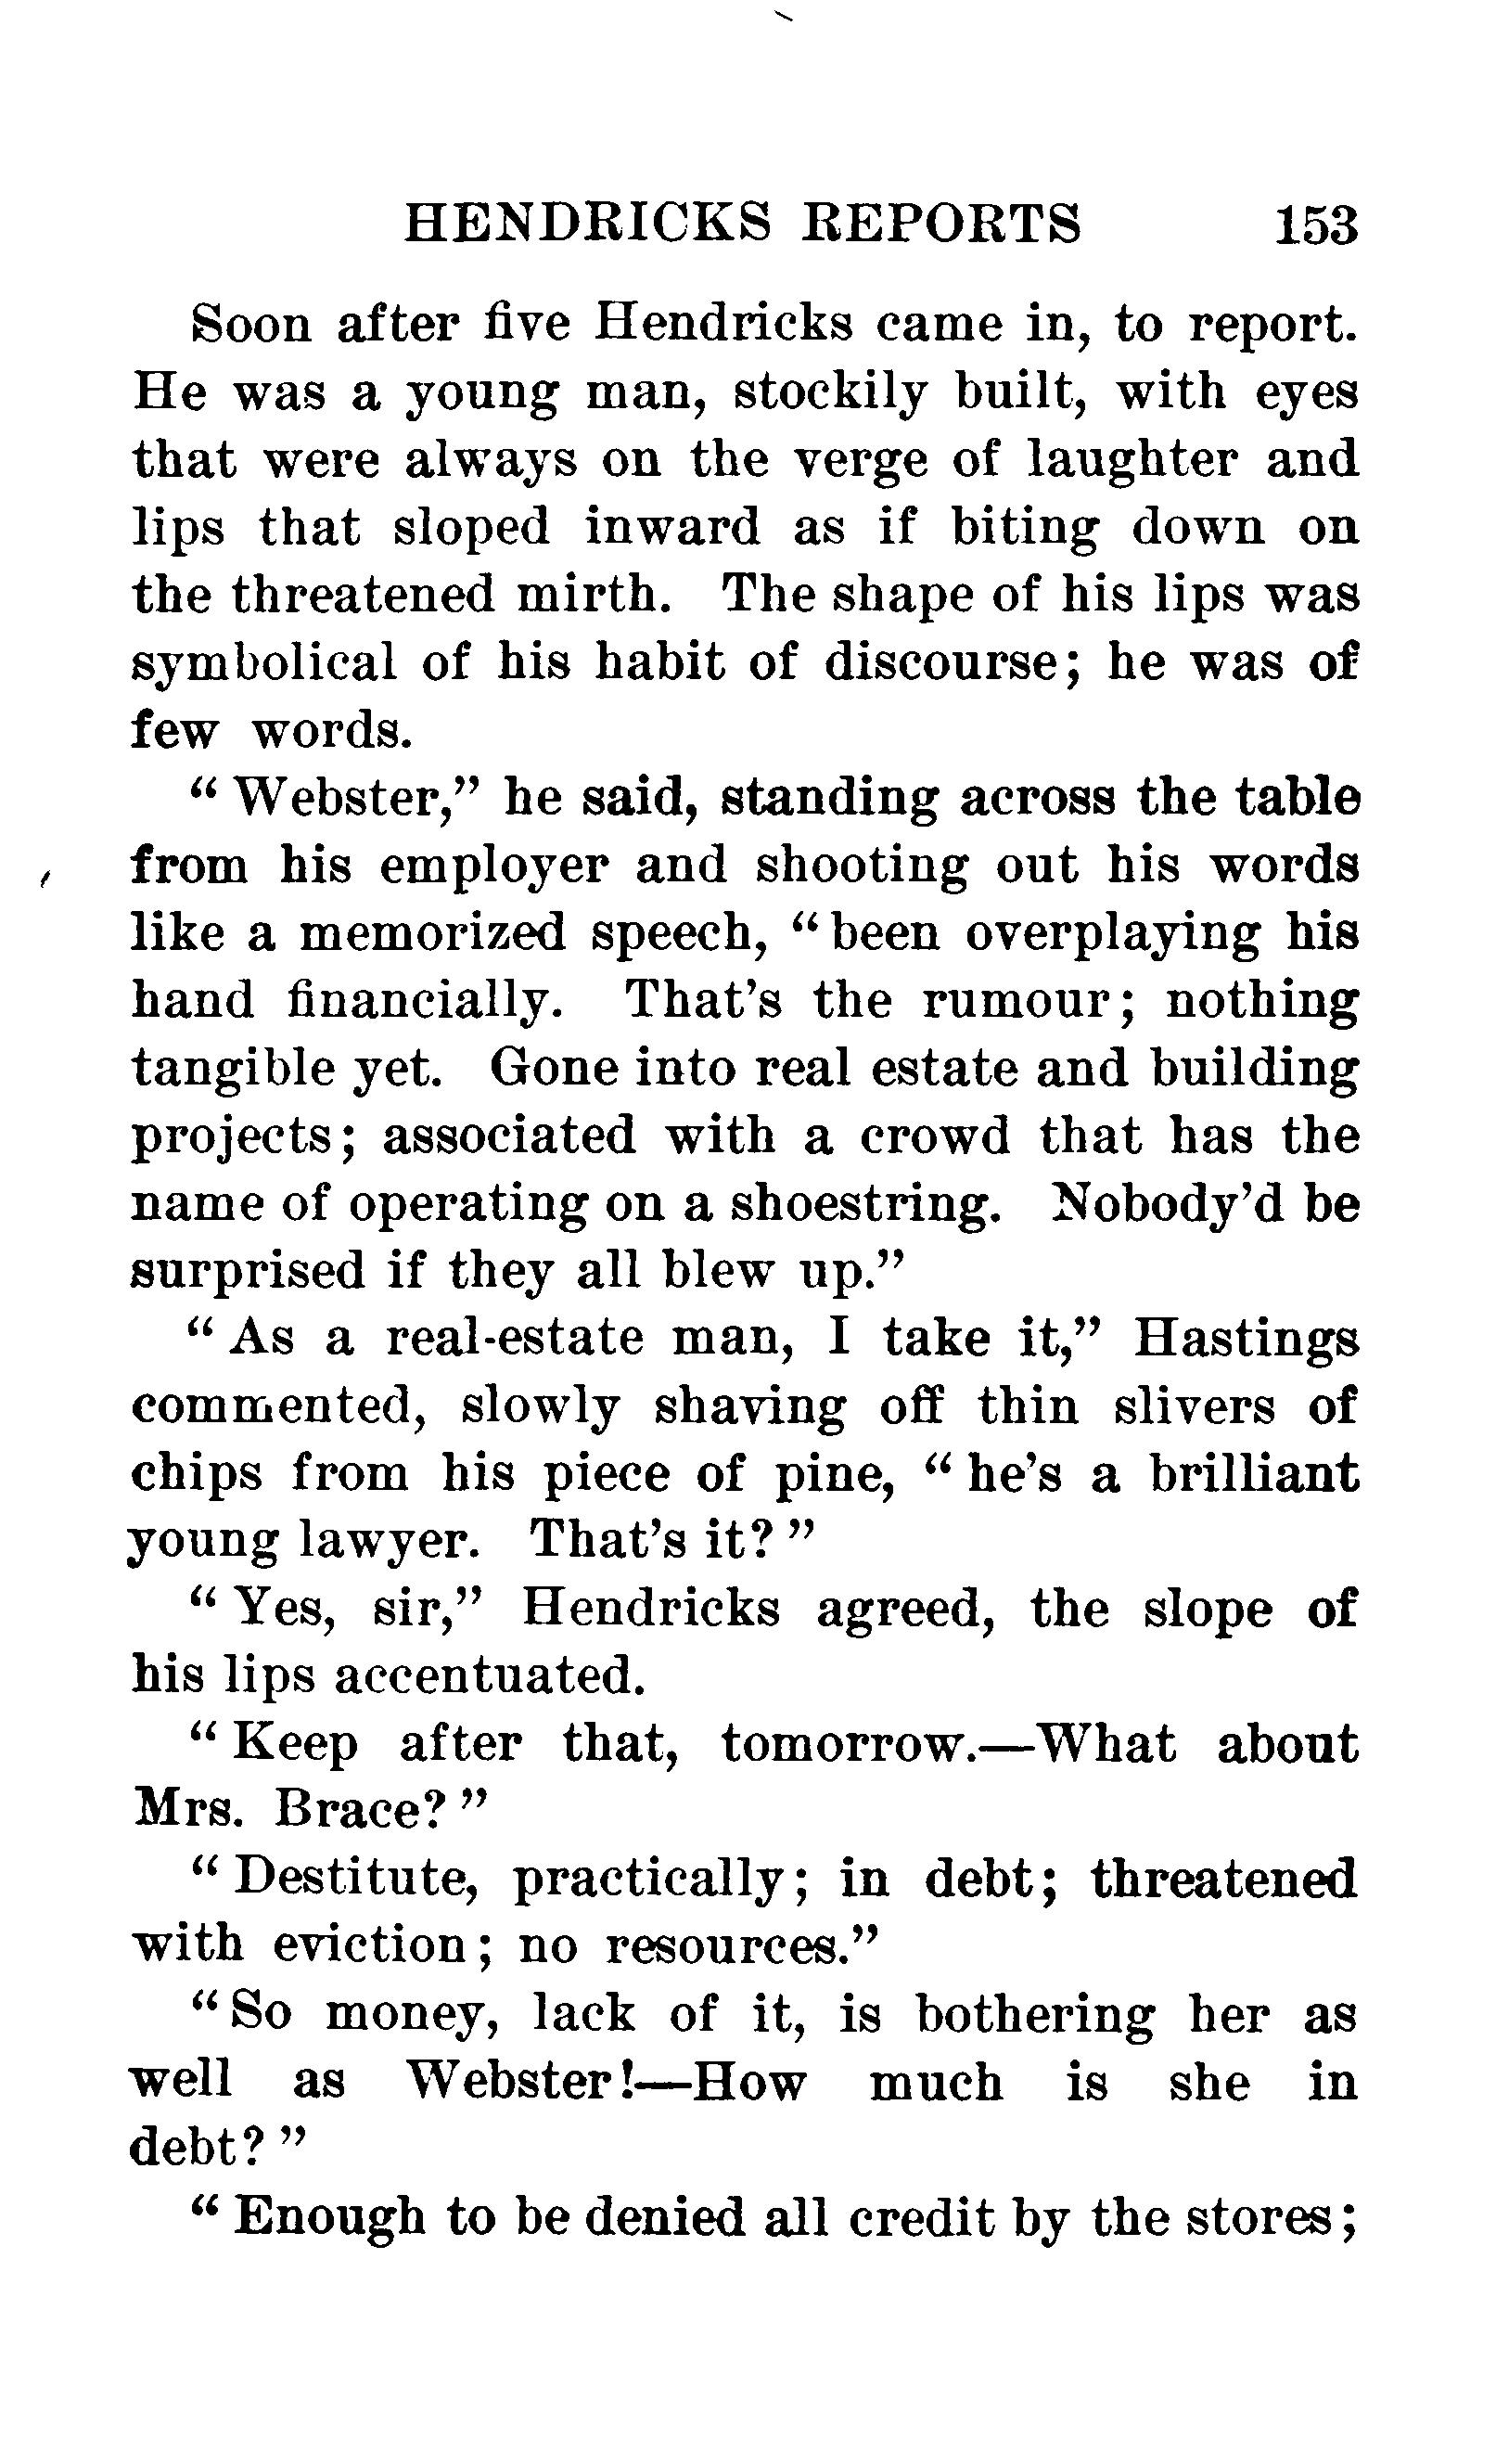 HENDRICKS REPORTS 153
Soon after five Hendricks came in, to report.
He was a young man, stockily built, with eyes
that were always on the verge of laughter and
lips that sloped inward as if biting down on
the threatened mirth. The shape of his lips was
symbolical of his habit of discourse; he was of
few words.
“Webster,” he said, standing across the table
from his employer and shooting out his words
like a memorized speech, “been overplaying his
hand financially. That’s the rumour; nothing
tangible yet. Gone into real estate and building
projects; associated with a crowd that has the
name of operating on a shoestring. Nobody’d be
surprised if they all blew up.”
“As a real-estate man, I take it,” Hastings
commented, slowly shaving off thin slivers of
chips from his piece of pine, “he’s a brilliant
young lawyer. That’s it?”
“Yes, sir,” Hendricks agreed, the slope of
his lips accentuated.
“Keep after that, tomorrow.—What about
Mrs. Brace?”
“Destitute, practically; in debt; threatened
with eviction; no resources.”
“So money, lack of it, is bothering her as
well as Webster!—How much is she in
debt?”
“Enough to be denied all credit by the stores;